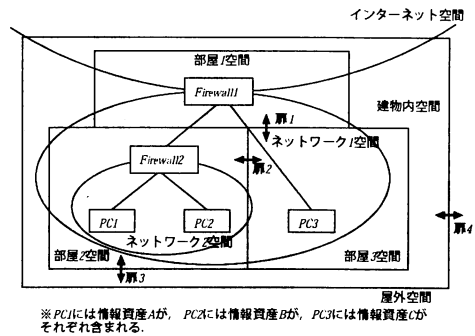 インターネット空間
部屋1空間
Firewall1
建物内空間
扉1
ネットワーク1空間
Firewall2
扉2
PC1
PC2
PC3
ネットワーク2空間
扉4
部屋2空間
部屋3空間
扉3
屋外空間
※PC1には情報資産Aが, PC2には情報資産Bが, PC3には情報資産Cが
それぞれ含まれる.